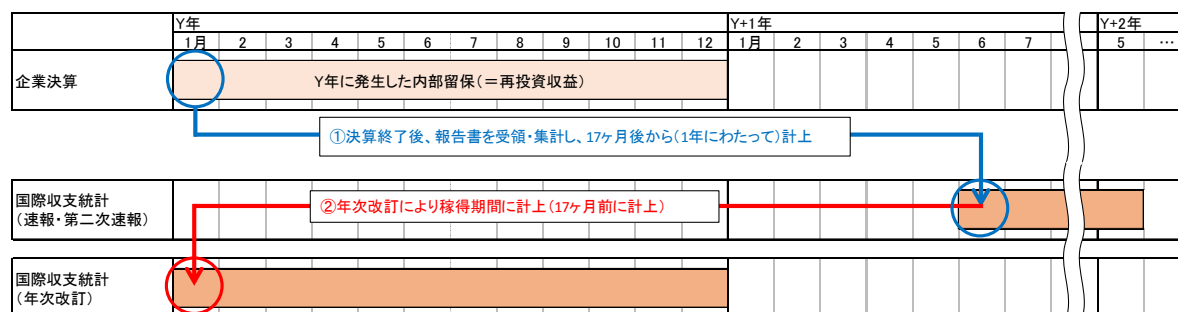 Y年 Y+1年 Y+2年
1月 2 3 4 5 6 7 8 9 10 11 12 1月 2 3 4 5 6 7 5 …
企業決算
Y年に発生した内部留保(=再投資収益)
①決算終了後、報告書を受領・集計し、17ヶ月後から(1年にわたって)計上
国際収支統計
(速報・第二次速報)
②年次改訂により稼得期間に計上(17ヶ月前に計上)
国際収支統計
(年次改訂)